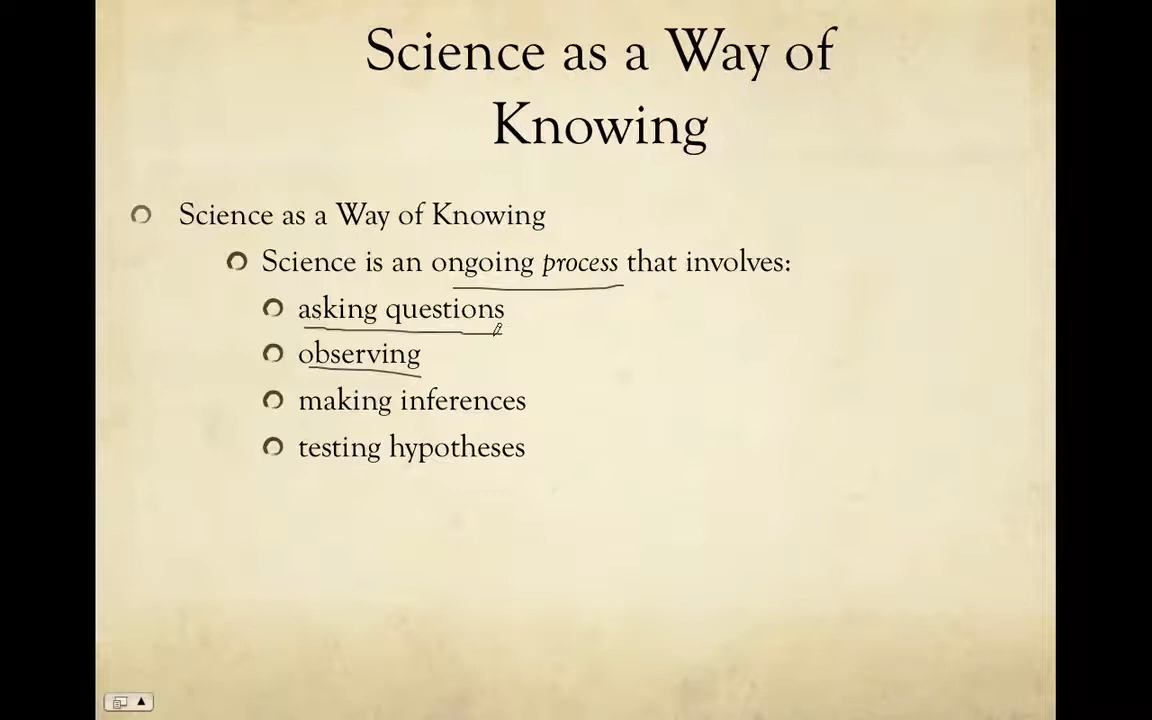 Science as a Way of
Knowing
Science as a Way of Knowing
Science is an ongoing process that involves:
asking questions
observing
making inferences
testing hypotheses